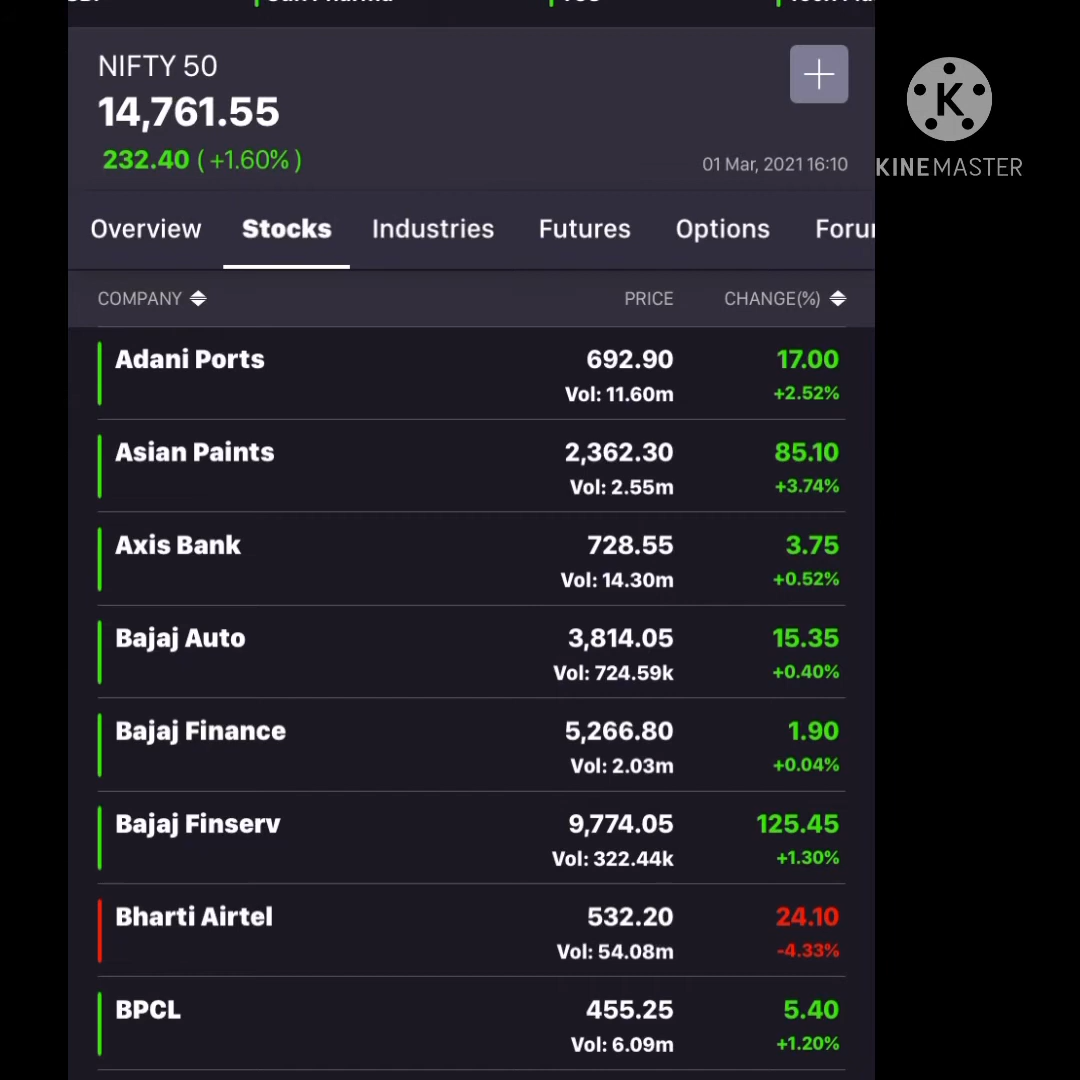 NIFTY 50
14,761.55
232.40 ( +1.60% )
01 Mar, 2021 16:10
K
KINEMASTER
Overview Stocks Industries Futures Options Foru
COMPANY PRICE CHANGE(%)
Adani Ports 692.90 17.00
Vol: 11.60m +2.52%
Asian Paints 2,362.30 85.10
Vol: 2.55m +3.74%
Axis Bank 728.55 3.75
Vol: 14.30m +0.52%
Bajaj Auto 3,814.05 15.35
Vol: 724.59k +0.40%
Bajaj Finance 5,266.80 1.90
Vol: 2.03m +0.04%
Bajaj Finserv 9,774.05 125.45
Vol: 322.44k +1.30%
Bharti Airtel 532.20 24.10
Vol: 54.08m -4.33%
BPCL 455.25 5.40
Vol: 6.09m +1.20%